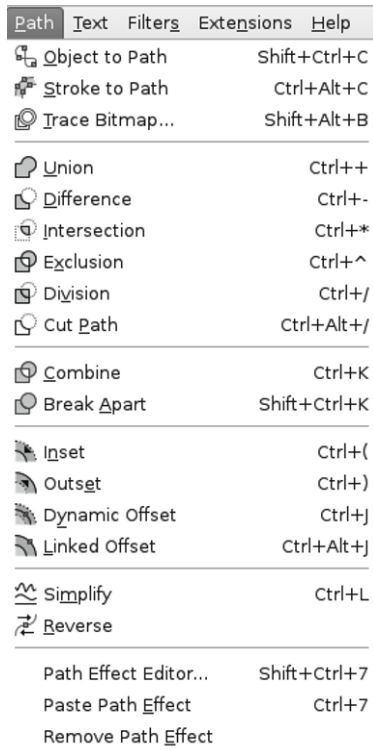 Path Text Filters Extensions Help
Object to Path Shift+Ctrl+C
Stroke to Path Ctrl+Alt+C
Trace Bitmap... Shift+Alt+B
Union Ctrl++
Difference Ctrl+-
Intersection Ctrl+*
Exclusion Ctrl+^
Division Ctrl+/
Cut Path Ctrl+Alt+/
Combine Ctrl+K
Break Apart Shift+Ctrl+K
Inset Ctrl+(
Outset Ctrl+)
Dynamic Offset Ctrl+J
Linked Offset Ctrl+Alt+J
Simplify Ctrl+L
Reverse
Path Effect Editor... Shift+Ctrl+7
Paste Path Effect Ctrl+7
Remove Path Effect